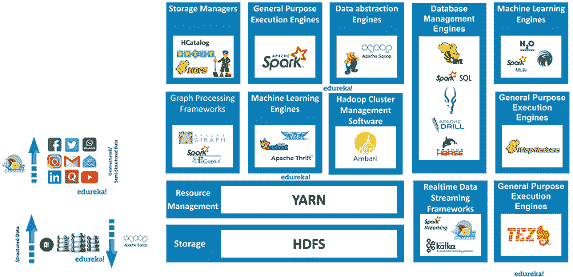 Storage Managers
HCatalog
HDFS
General Purpose
Execution Engines
APACHE
Spark
Data abstraction
Engines
Apache Sqoop
edureka!
Database
Management
Engines
HIVE
Spark SQL
APACHE
DRILL
Machine Learning
Engines
H2O
Spark
MLlib
Graph Processing
Frameworks
GIRAPH
Spark
GraphX
Machine Learning
Engines
Apache Thrift
edureka!
Hadoop Cluster
Management
Software
Ambari
General Purpose
Execution Engines
MapReduce
Unstructured/
Semi-Structured Data
edureka!
Resource
Management
YARN
Storage
HDFS
Realtime Data
Streaming
Frameworks
Spark
Streaming
kafka
General Purpose
Execution
Engines
TEZ
Structured Data
edureka!
Apache Sqoop
edureka!